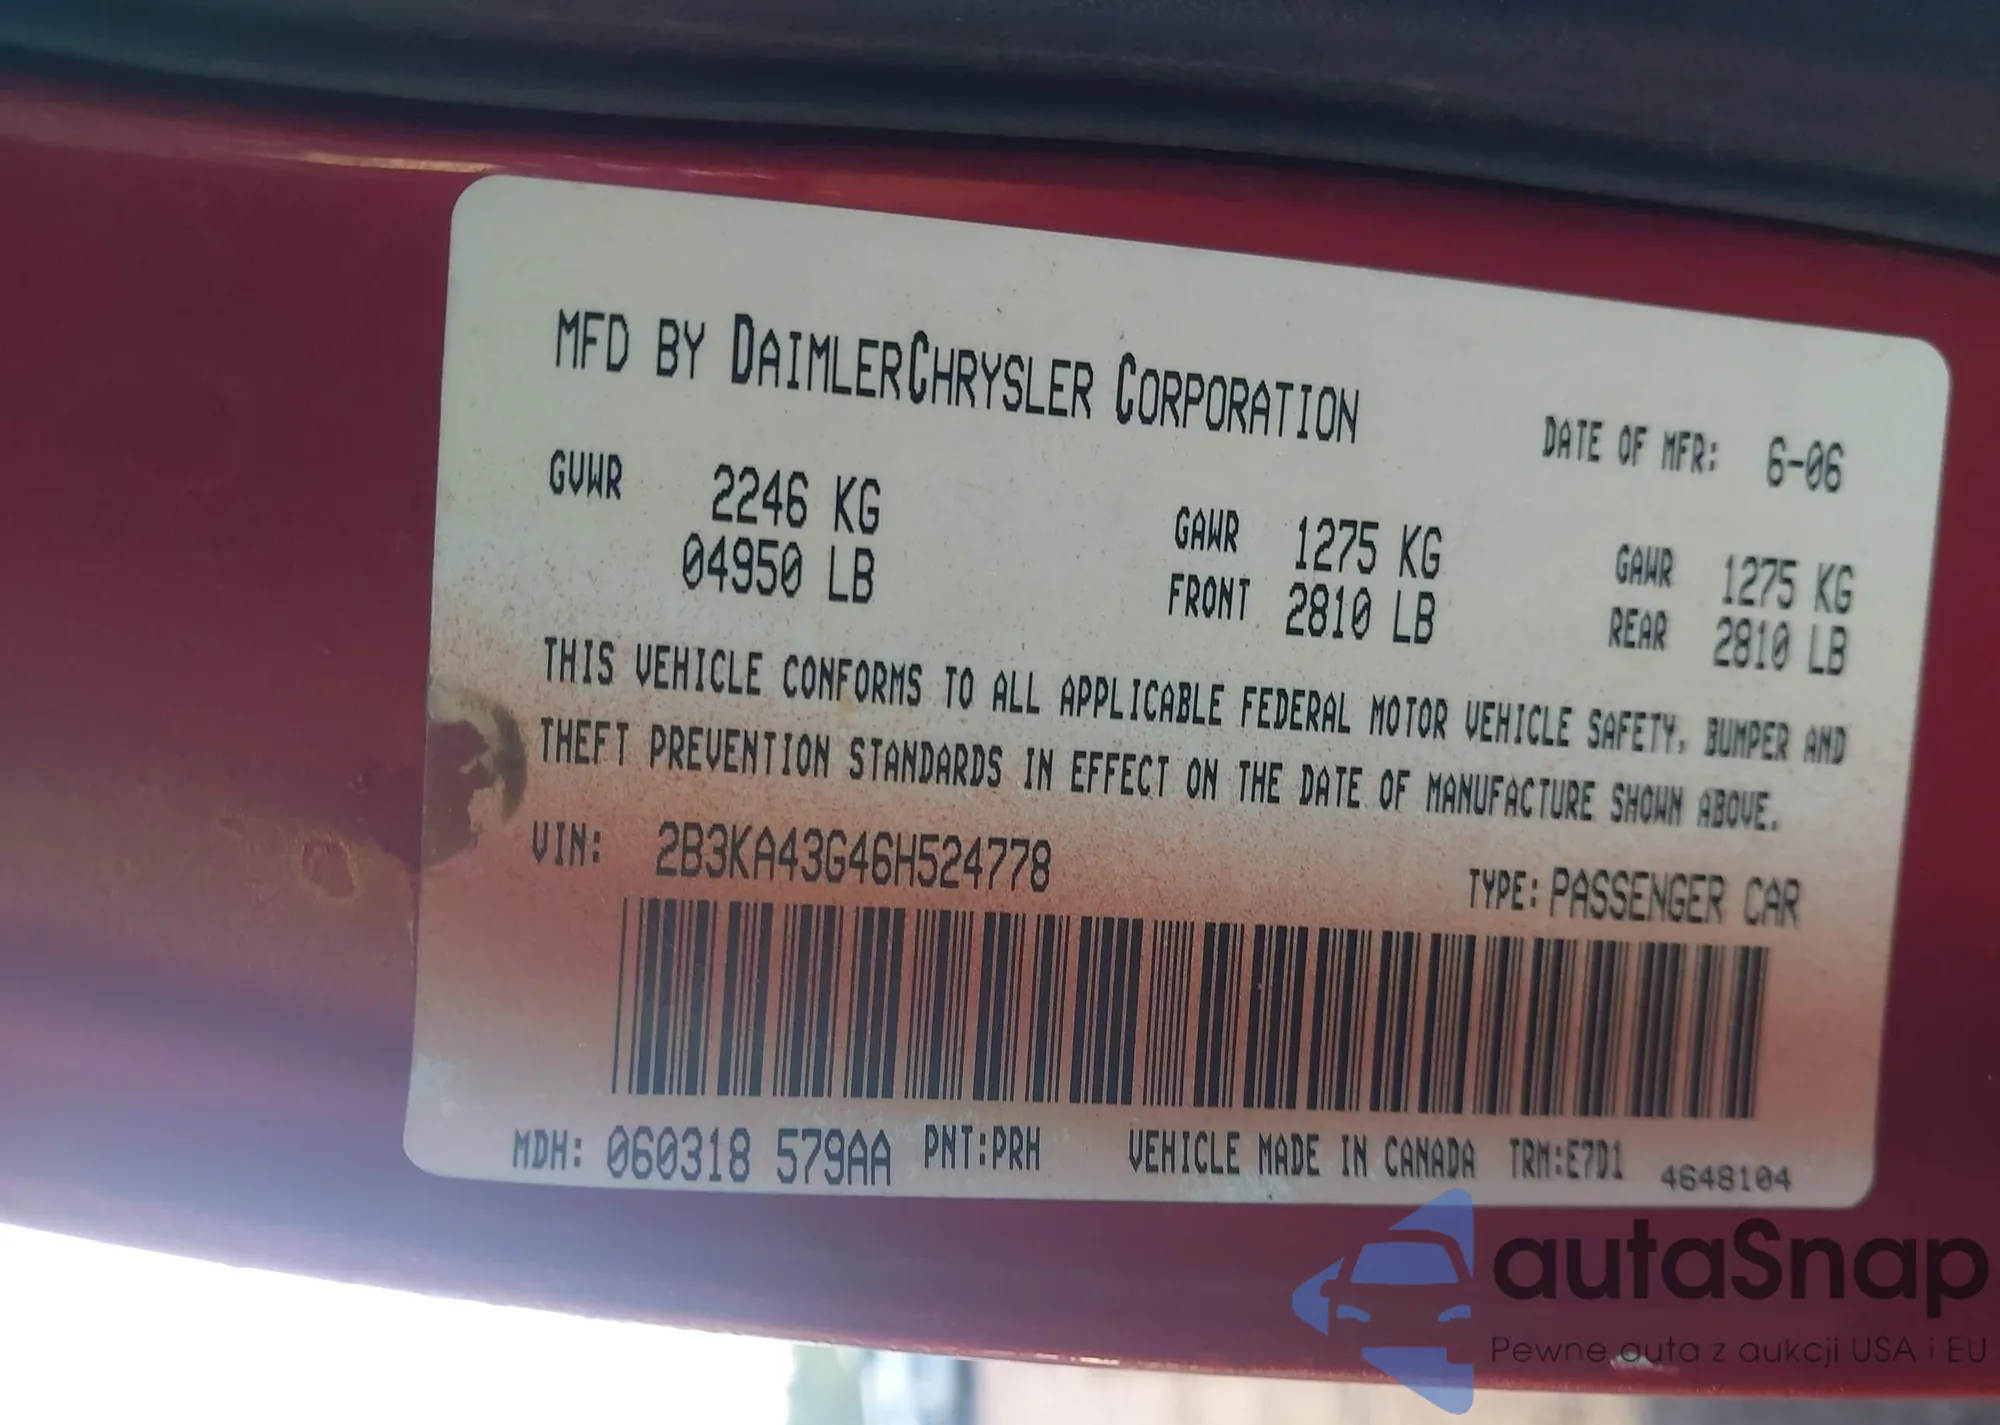 MFD BY DAIMLERCHRYSLER CORPORATION
DATE OF MFR: 6-06
GVWR 2246 KG
04950 LB
GAWR 1275 KG
FRONT 2810 LB
GAWR 1275 KG
REAR 2810 LB
THIS VEHICLE CONFORMS TO ALL APPLICABLE FEDERAL MOTOR VEHICLE SAFETY, BUMPER AND
THEFT PREVENTION STANDARDS IN EFFECT ON THE DATE OF MANUFACTURE SHOWN ABOVE.
VIN: 2B3KA43G46H524778
TYPE: PASSENGER CAR
MDH: 060318 579AA PNT:PRH VEHICLE MADE IN CANADA TRM:E7D1 4648104
autaSnap
Pewne auta z aukcji USA i EU